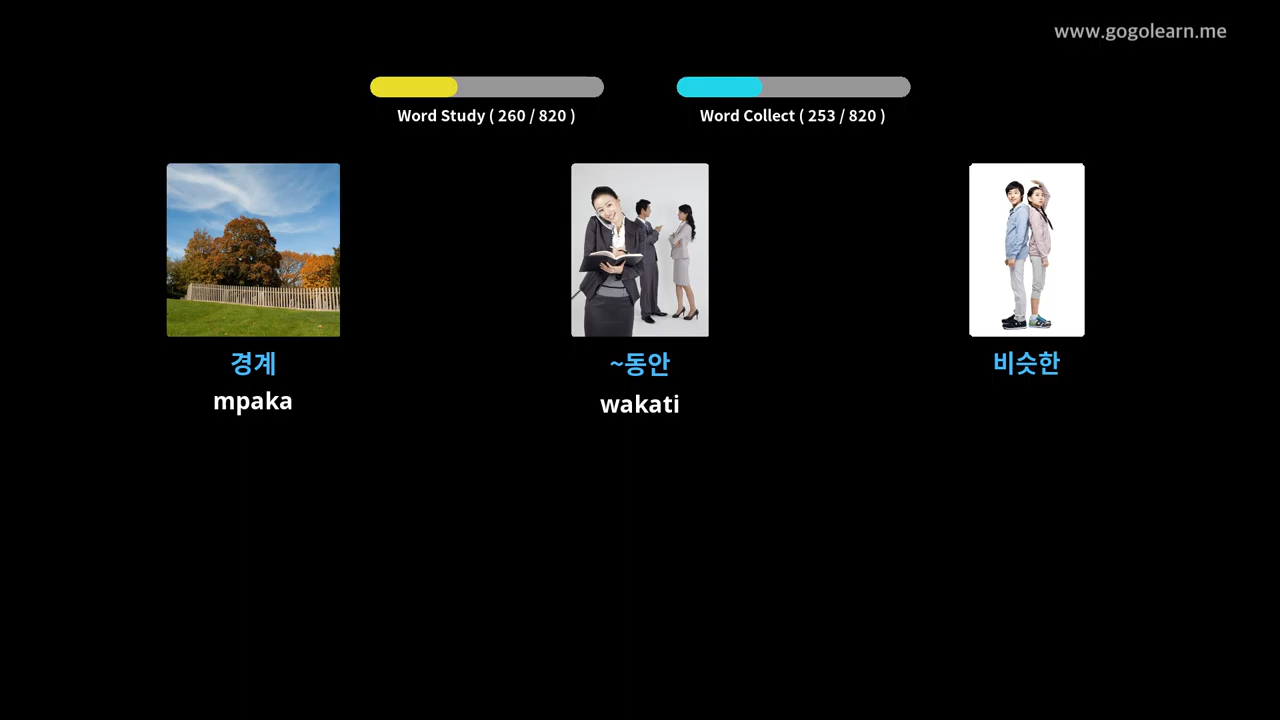 www.gogolearn.me
Word Study ( 260 / 820 )
Word Collect ( 253 / 820 )
경계
mpaka
~동안
wakati
비슷한